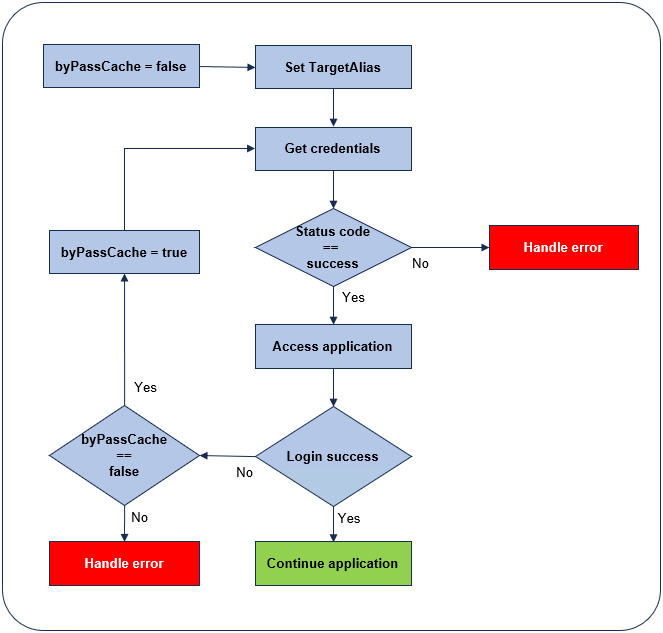 byPassCache = false
Set TargetAlias
Get credentials
Status code
==
success
No
Handle error
Yes
byPassCache = true
Access application
Yes
byPassCache
==
false
No
Login success
No
Yes
Handle error
Continue application